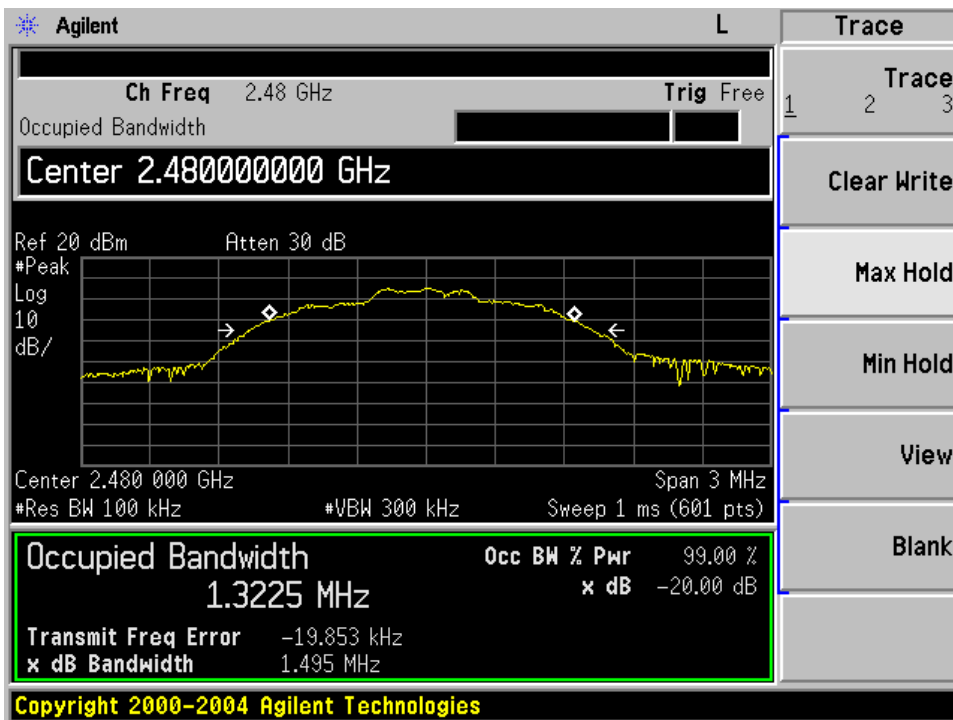 Agilent L
Ch Freq 2.48 GHz Trig Free
Occupied Bandwidth
Center 2.480000000 GHz
Ref 20 dBm Atten 30 dB
#Peak
Log
10
dB/
Center 2.480 000 GHz Span 3 MHz
#Res BW 100 kHz #VBW 300 kHz Sweep 1 ms (601 pts)
Occupied Bandwidth Occ BW % Pwr 99.00 %
1.3225 MHz x dB -20.00 dB
Transmit Freq Error -19.853 kHz
x dB Bandwidth 1.495 MHz
Copyright 2000-2004 Agilent Technologies
Trace
Trace
1 2 3
Clear Write
Max Hold
Min Hold
View
Blank